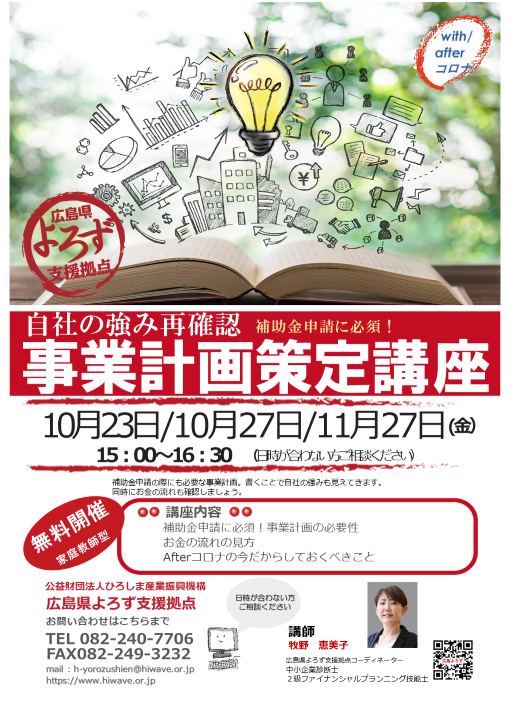 with/
after
コロナ
広島県
よろず
支援拠点
自社の強み再確認 補助金申請に必須！
事業計画策定講座
10月23日/10月27日/11月27日(金)
15：00～16：30 (日時が合わない方ご相談ください)
補助金申請の際にも必要な事業計画。書くことで自社の強みも見えてきます。
同時にお金の流れも確認しましょう。
無料開催
家庭教師型
講座内容
補助金申請に必須！事業計画の必要性
お金の流れの見方
Afterコロナの今だからしておくべきこと
公益財団法人ひろしま産業振興機構
広島県よろず支援拠点
お問い合わせはこちらまで
TEL 082-240-7706
FAX082-249-3232
mail：h-yorozushien@hiwave.or.jp
https://www.hiwave.or.jp
日時が合わない方
ご相談ください
講師
牧野 恵美子
広島県よろず支援拠点コーディネーター
中小企業診断士
２級ファイナンシャルプランニング技能士
広島よろず